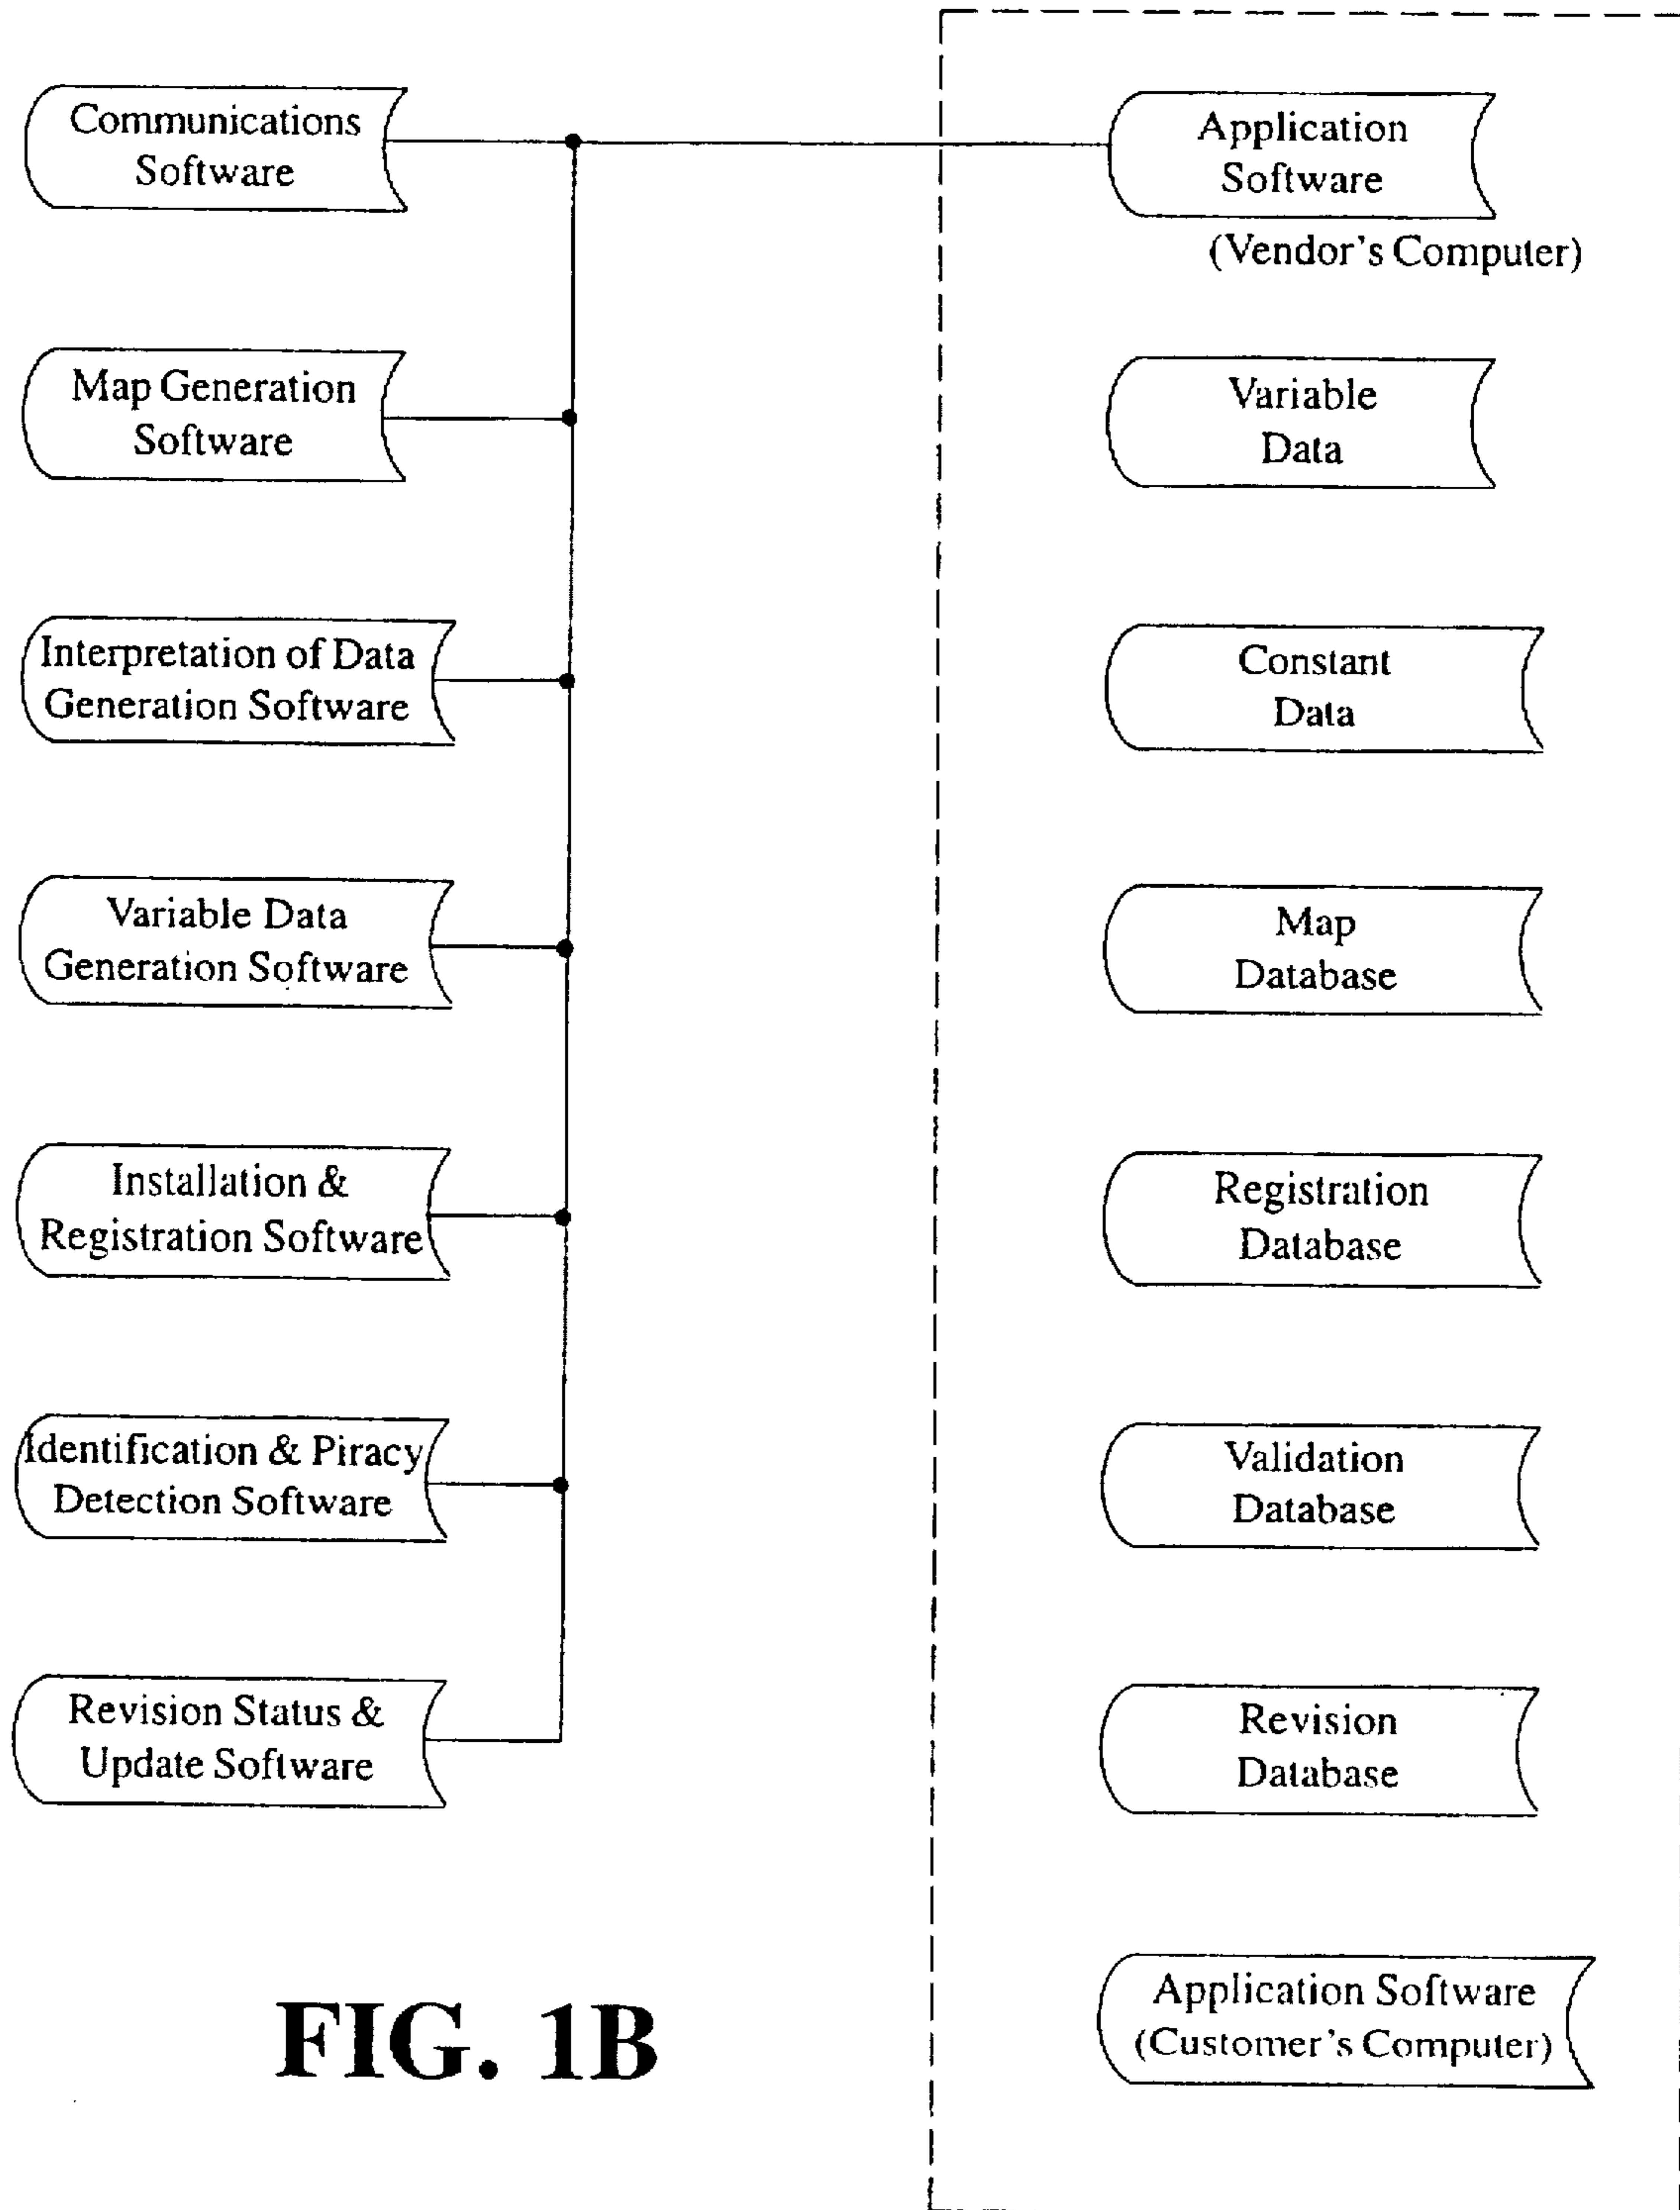 Communications
Software
Application
Software
(Vendor's Computer)
Map Generation
Software
Variable
Data
Interpretation of Data
Generation Software
Constant
Data
Variable Data
Generation Software
Map
Database
Installation &
Registration Software
Registration
Database
Identification & Piracy
Detection Software
Validation
Database
Revision Status &
Update Software
Revision
Database
Application Software
(Customer's Computer)
FIG. 1B